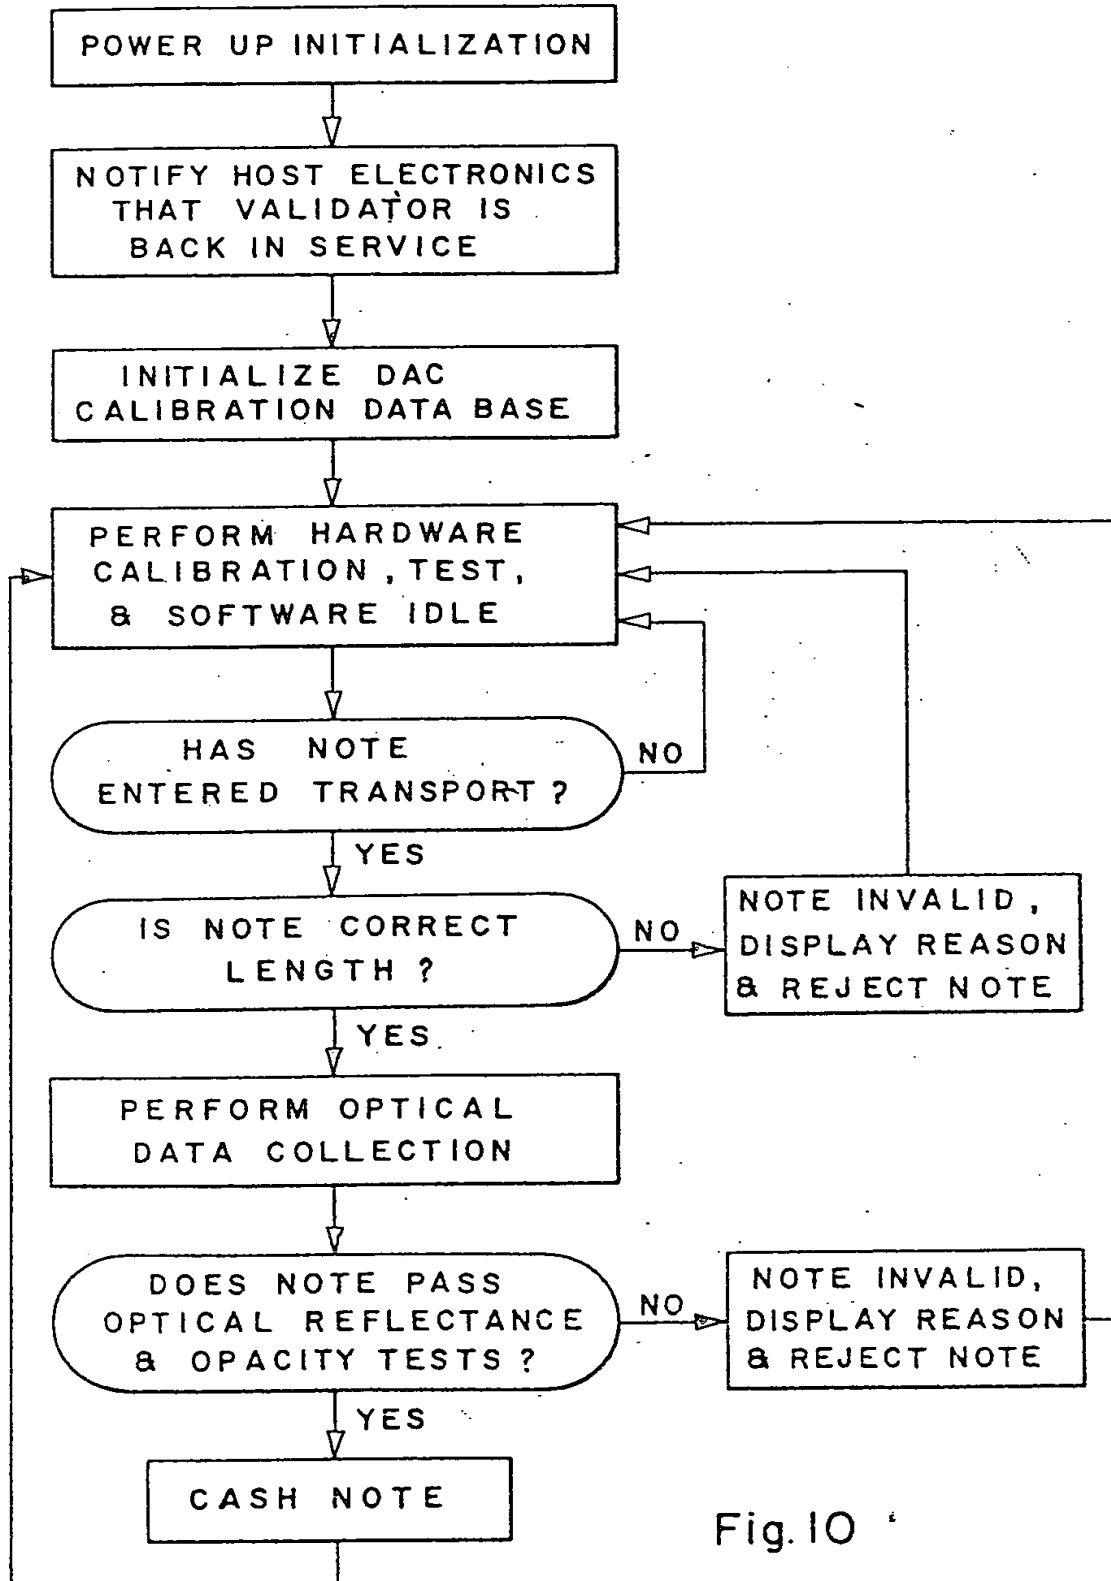 POWER UP INITIALIZATION
NOTIFY HOST ELECTRONICS
THAT VALIDATOR IS
BACK IN SERVICE
INITIALIZE DAC
CALIBRATION DATA BASE
PERFORM HARDWARE
CALIBRATION, TEST,
& SOFTWARE IDLE
HAS NOTE
ENTERED TRANSPORT?
NO
YES
IS NOTE CORRECT
LENGTH?
NO
NOTE INVALID,
DISPLAY REASON
& REJECT NOTE
YES
PERFORM OPTICAL
DATA COLLECTION
DOES NOTE PASS
OPTICAL REFLECTANCE
& OPACITY TESTS?
NO
NOTE INVALID,
DISPLAY REASON
& REJECT NOTE
YES
CASH NOTE
Fig. 10